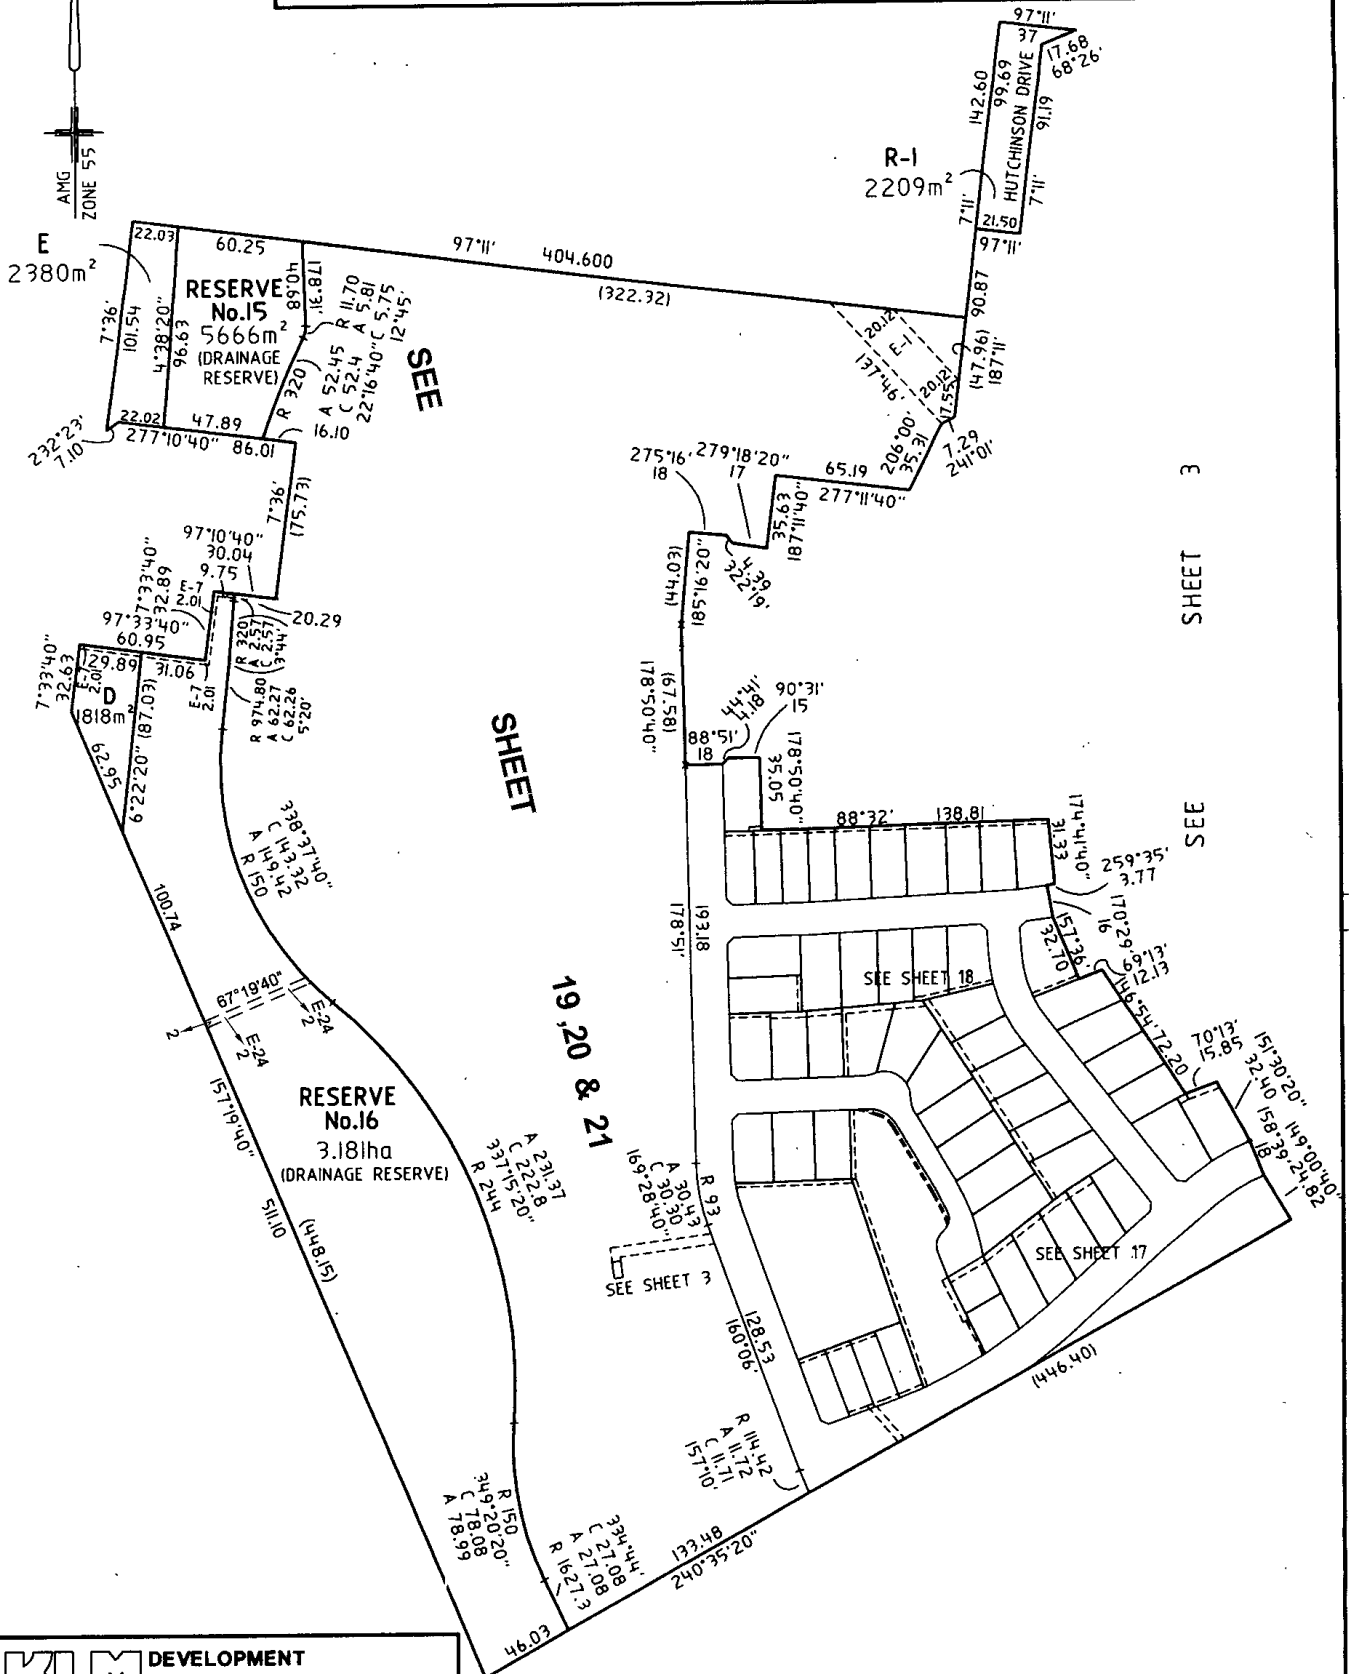 97°11'
37
17.68
68°26'
142.60
99.69
HUTCHINSON DRIVE
91.19
7°11'
7°11'
R-1
2209m²
21.50
97°11'
AMG
ZONE 55
E
2380m²
22.03
60.25
97°11'
404.600
(322.32)
90.87
RESERVE
No.15
5666m²
(DRAINAGE
RESERVE)
7°36'
101.54
4°38'20"
96.63
178°31'
40.68
R 11.70
A 5.81
C 5.75
12°45'
R 320
A 52.45
C 52.4
22°16'40"
SEE
20.12
E-1
137°46'
20.12
17.55
(47.96)
187°11'
22.02
47.89
16.10
277°10'40"
86.01
232°23'
7.10
206°00'
35.31
7.29
241°01'
275°16'
18
279°18'20"
17
65.19
277°11'40"
35.63
187°11'40"
4.39
322°19'
SEE SHEET 3
7°36'
(75.73)
97°10'40"
30.04
9.75
E-7
2.01
7°33'40"
32.89
97°33'40"
60.95
20.29
R 320
A 2.57
C 2.57
3°44'
(44.03)
185°16'20"
7°33'40"
32.63
129.89
31.06
E-7
2.01
E-7
2.01
D
1818m²
(87.03)
6°22'20"
62.95
R 974.80
A 62.27
C 62.26
5°20'
(67.58)
178°50'40"
44°41'
4.18
90°31'
15
88°51'
18
178°50'40"
35.05
SHEET
88°32'
138.81
174°41'40"
31.33
259°35'
3.77
338°37'40"
C 143.32
A 149.42
R 150
100.74
193.18
178°51'
170°29'
16
157°36'
32.70
69°13'
12.13
SEE SHEET 18
146°54'
72.20
67°19'40"
E-24
2
E-24
2
2
19 ,20 & 21
70°13'
15.85
151°30'20"
32.40
149°00'40"
24.82
158°39'
18
157°19'40"
RESERVE
No.16
3.181ha
(DRAINAGE RESERVE)
A 231.37
C 222.8
337°15'20"
R 244
R 93
A 30.43
C 30.30
169°28'40"
511.10
(448.15)
SEE SHEET 3
SEE SHEET 17
128.53
160°06'
(446.40)
R 114.42
A 11.72
C 11.71
157°10'
R 150
349°20'20"
C 78.08
A 78.99
334°44'
C 27.08
A 27.08
R 1627.3
133.48
240°35'20"
46.03
KLM DEVELOPMENT